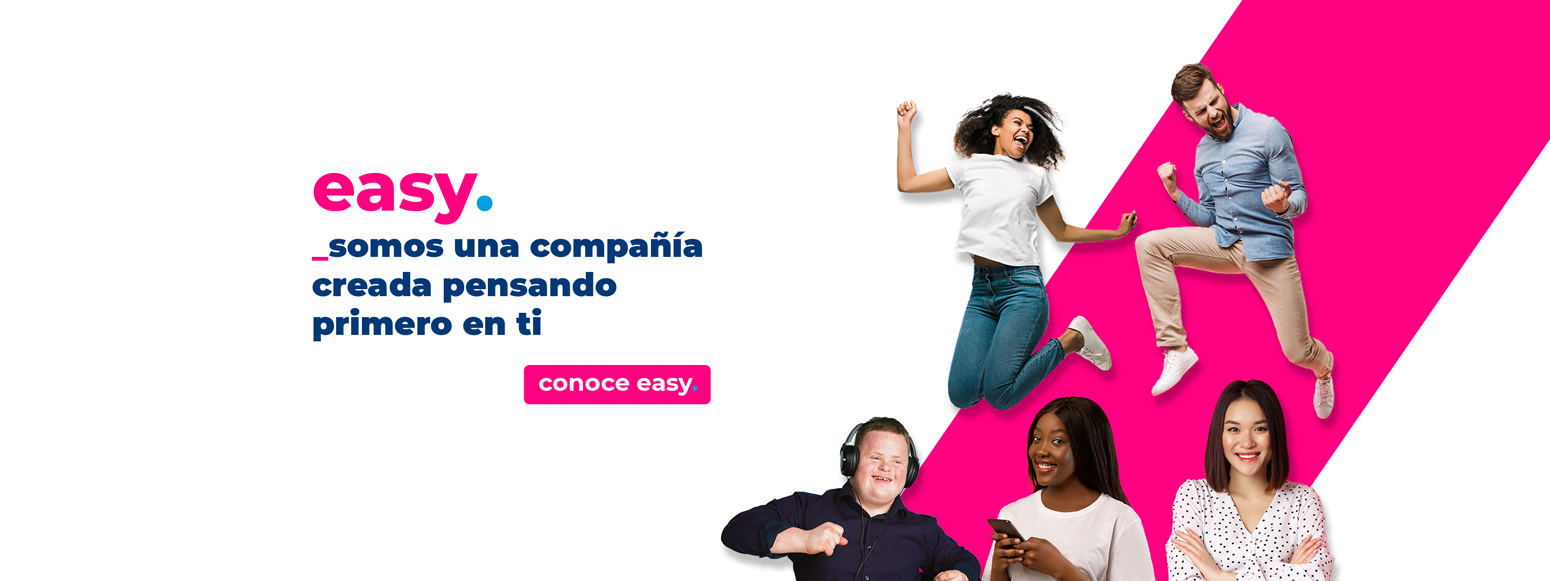 easy.
_somos una compañía
creada pensando
primero en ti
conoce easy.